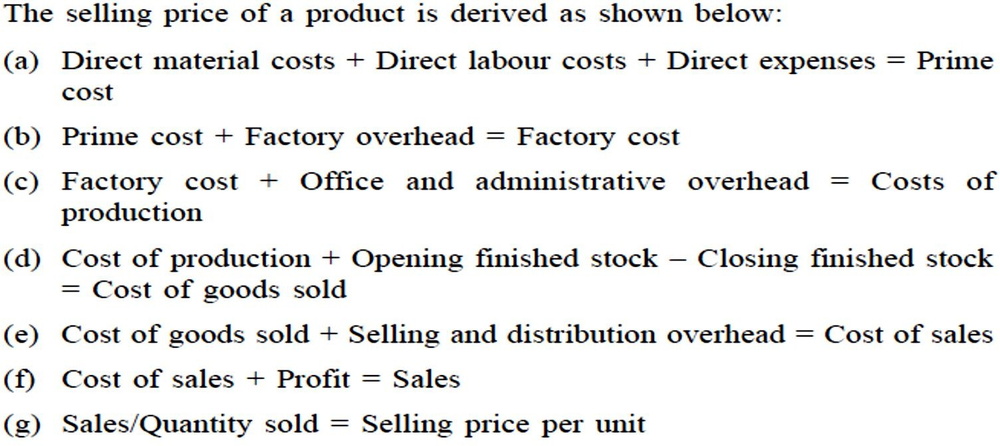 The selling price of a product is derived as shown below:
(a) Direct material costs + Direct labour costs + Direct expenses = Prime
cost
(b) Prime cost + Factory overhead = Factory cost
(c) Factory cost + Office and administrative overhead = Costs of
production
(d) Cost of production + Opening finished stock – Closing finished stock
= Cost of goods sold
(e) Cost of goods sold + Selling and distribution overhead = Cost of sales
(f) Cost of sales + Profit = Sales
(g) Sales/Quantity sold = Selling price per unit